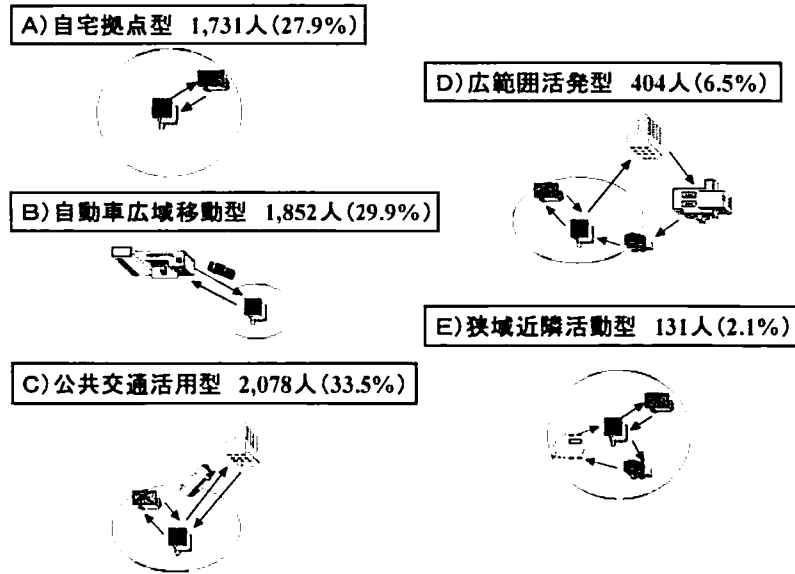 A)自宅拠点型 1,731人(27.9%)
B)自動車広域移動型 1,852人(29.9%)
C)公共交通活用型 2,078人(33.5%)
D)広範囲活発型 404人(6.5%)
E)狭域近隣活動型 131人(2.1%)